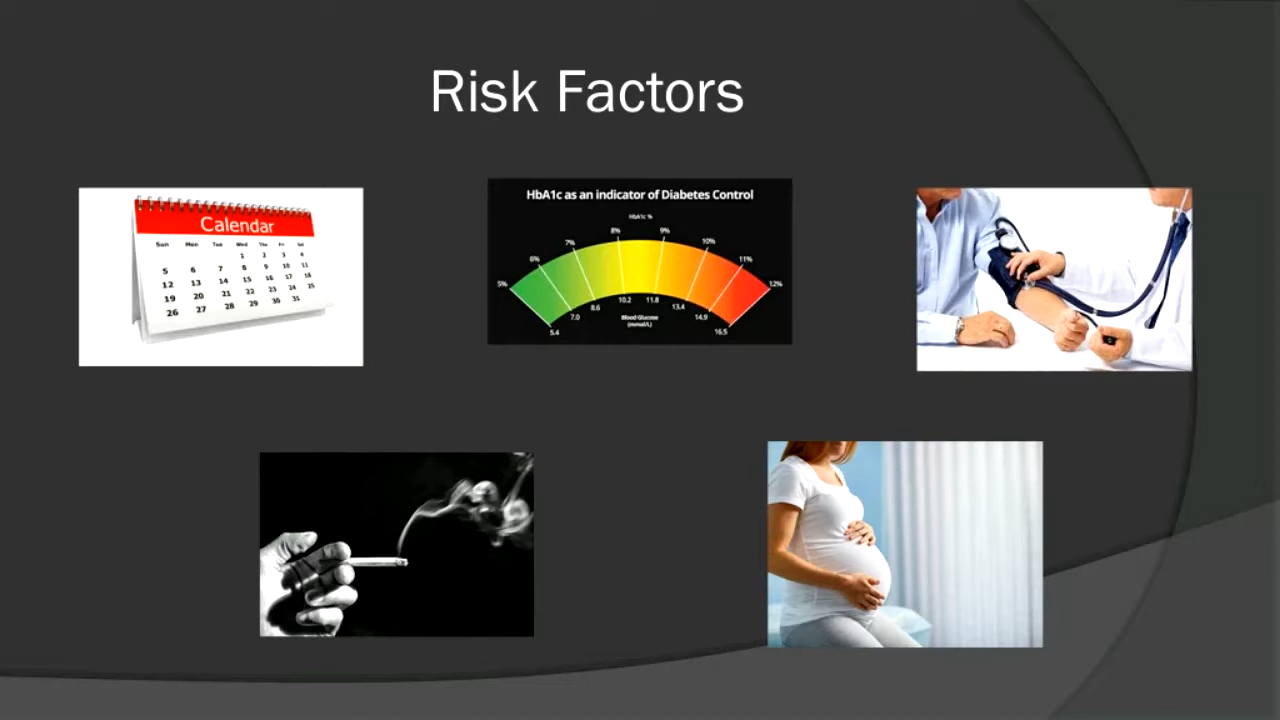 Risk Factors
Calendar
Sun Mon Tue Wed Thu Fri Sat
1 2 3 4
5 6 7 8 9 10 11
12 13 14 15 16 17 18
19 20 21 22 23 24 25
26 27 28 29 30 31
HbA1c as an indicator of Diabetes Control
HbA1c %
5% 6% 7% 8% 9% 10% 11% 12%
5.4 7.0 8.6 10.2 11.8 13.4 14.9 16.5
Blood Glucose
(mmol/L)